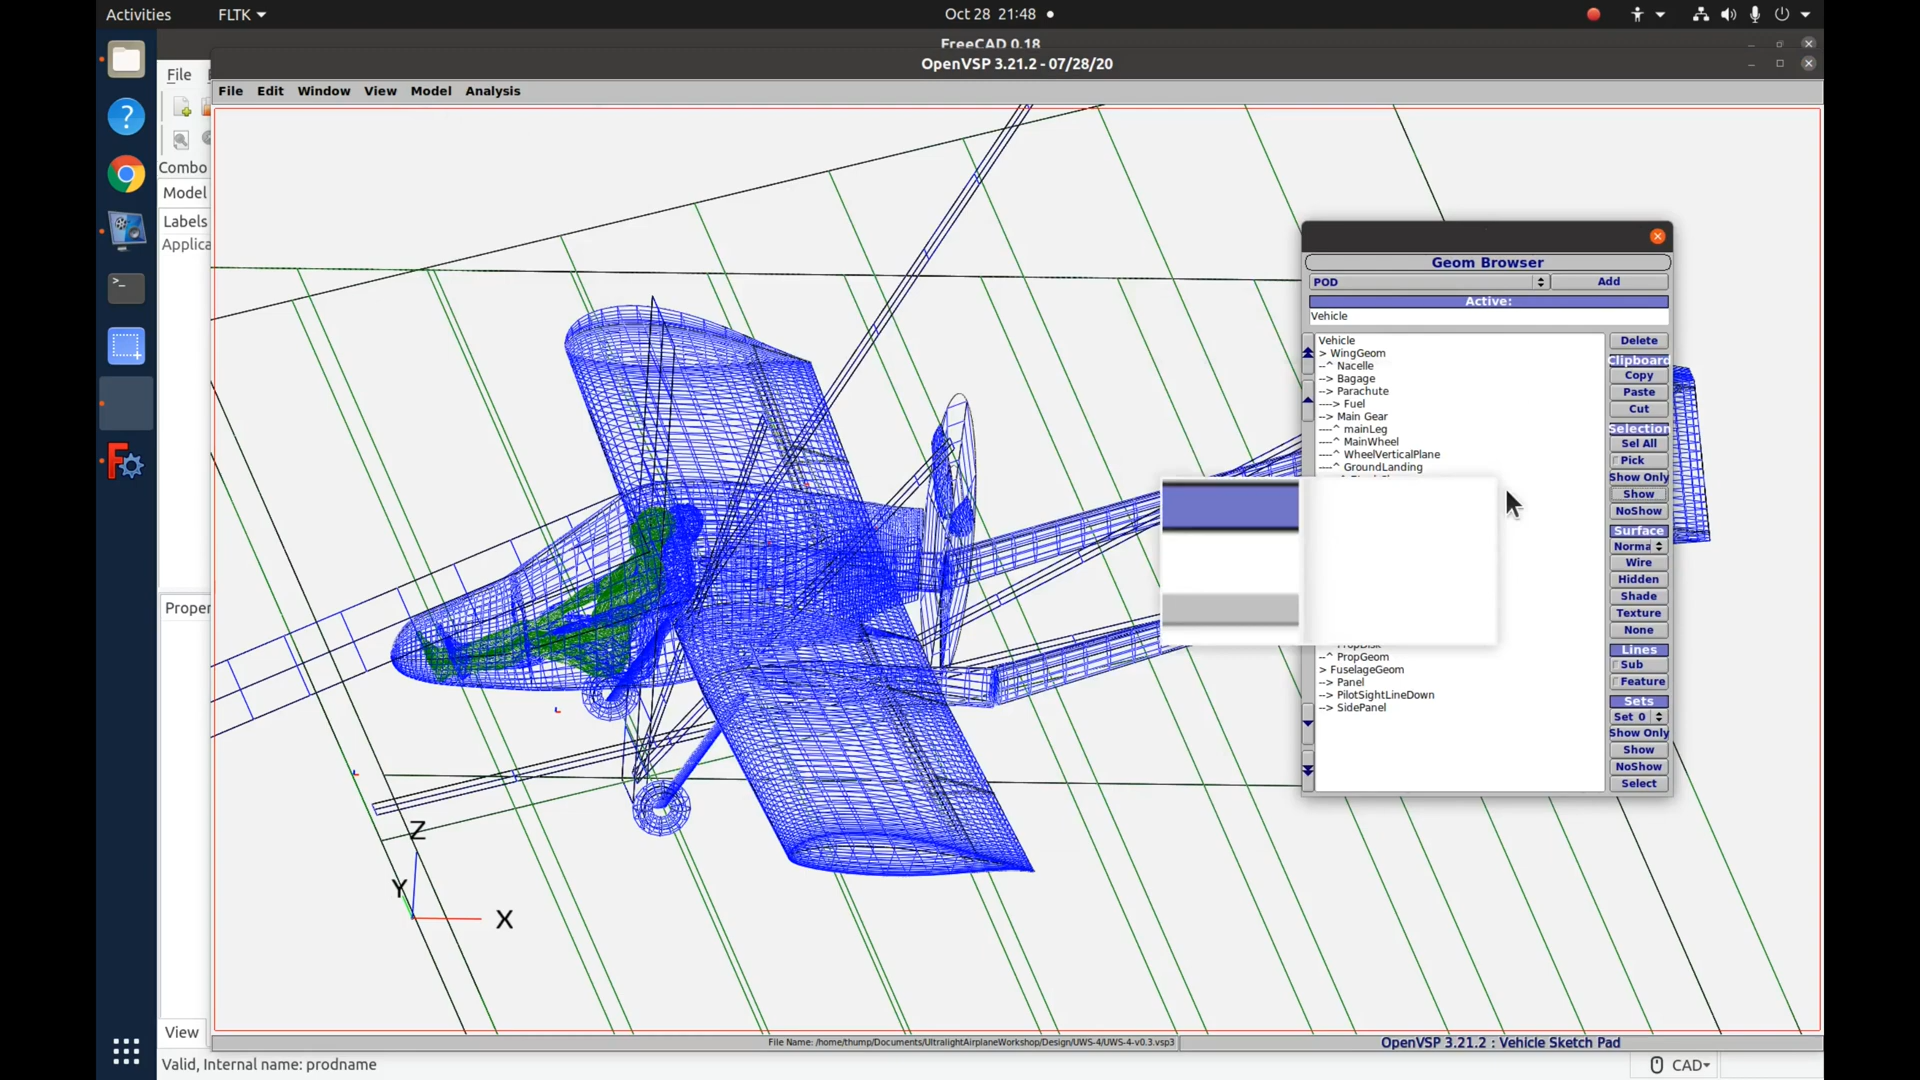 Activities
FLTK
Oct 28 21:48
FreeCAD 0.18
OpenVSP 3.21.2 - 07/28/20
File
File Edit Window View Model Analysis
Combo
Model
Labels
Applica
Proper
View
Valid, Internal name: prodname
Geom Browser
POD
Add
Active:
Vehicle
Vehicle
> WingGeom
--^ Nacelle
--> Bagage
--> Parachute
----> Fuel
--> Main Gear
----^ mainLeg
----^ MainWheel
----^ WheelVerticalPlane
----^ GroundLanding
--^ PropGeom
> FuselageGeom
--> Panel
--> PilotSightLineDown
--> SidePanel
Delete
Clipboard
Copy
Paste
Cut
Selection
Sel All
Pick
Show Only
Show
NoShow
Surface
Norma
Wire
Hidden
Shade
Texture
None
Lines
Sub
Feature
Sets
Set 0
Show Only
Show
NoShow
Select
Z
Y
X
File Name: /home/thump/Documents/UltralightAirplaneWorkshop/Design/UWS-4/UWS-4-v0.3.vsp3
OpenVSP 3.21.2 : Vehicle Sketch Pad
CAD